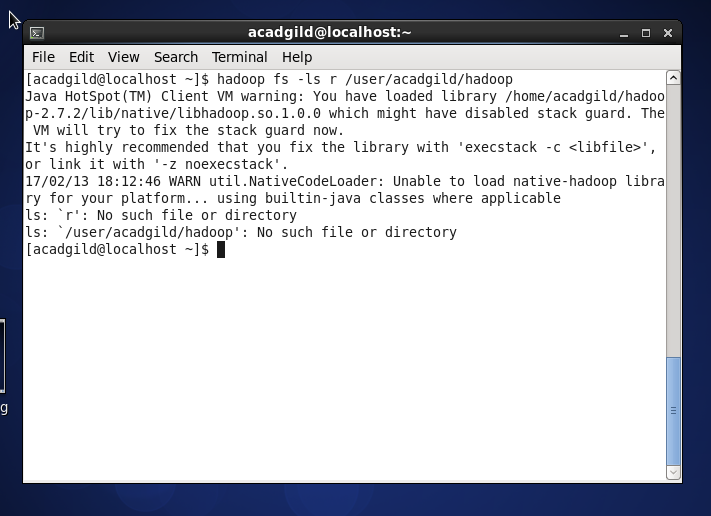 acadgild@localhost:~
File Edit View Search Terminal Help
[acadgild@localhost ~]$ hadoop fs -ls r /user/acadgild/hadoop
Java HotSpot(TM) Client VM warning: You have loaded library /home/acadgild/hadoo
p-2.7.2/lib/native/libhadoop.so.1.0.0 which might have disabled stack guard. The
 VM will try to fix the stack guard now.
It's highly recommended that you fix the library with 'execstack -c <libfile>',
or link it with '-z noexecstack'.
17/02/13 18:12:46 WARN util.NativeCodeLoader: Unable to load native-hadoop libra
ry for your platform... using builtin-java classes where applicable
ls: `r': No such file or directory
ls: `/user/acadgild/hadoop': No such file or directory
[acadgild@localhost ~]$
g